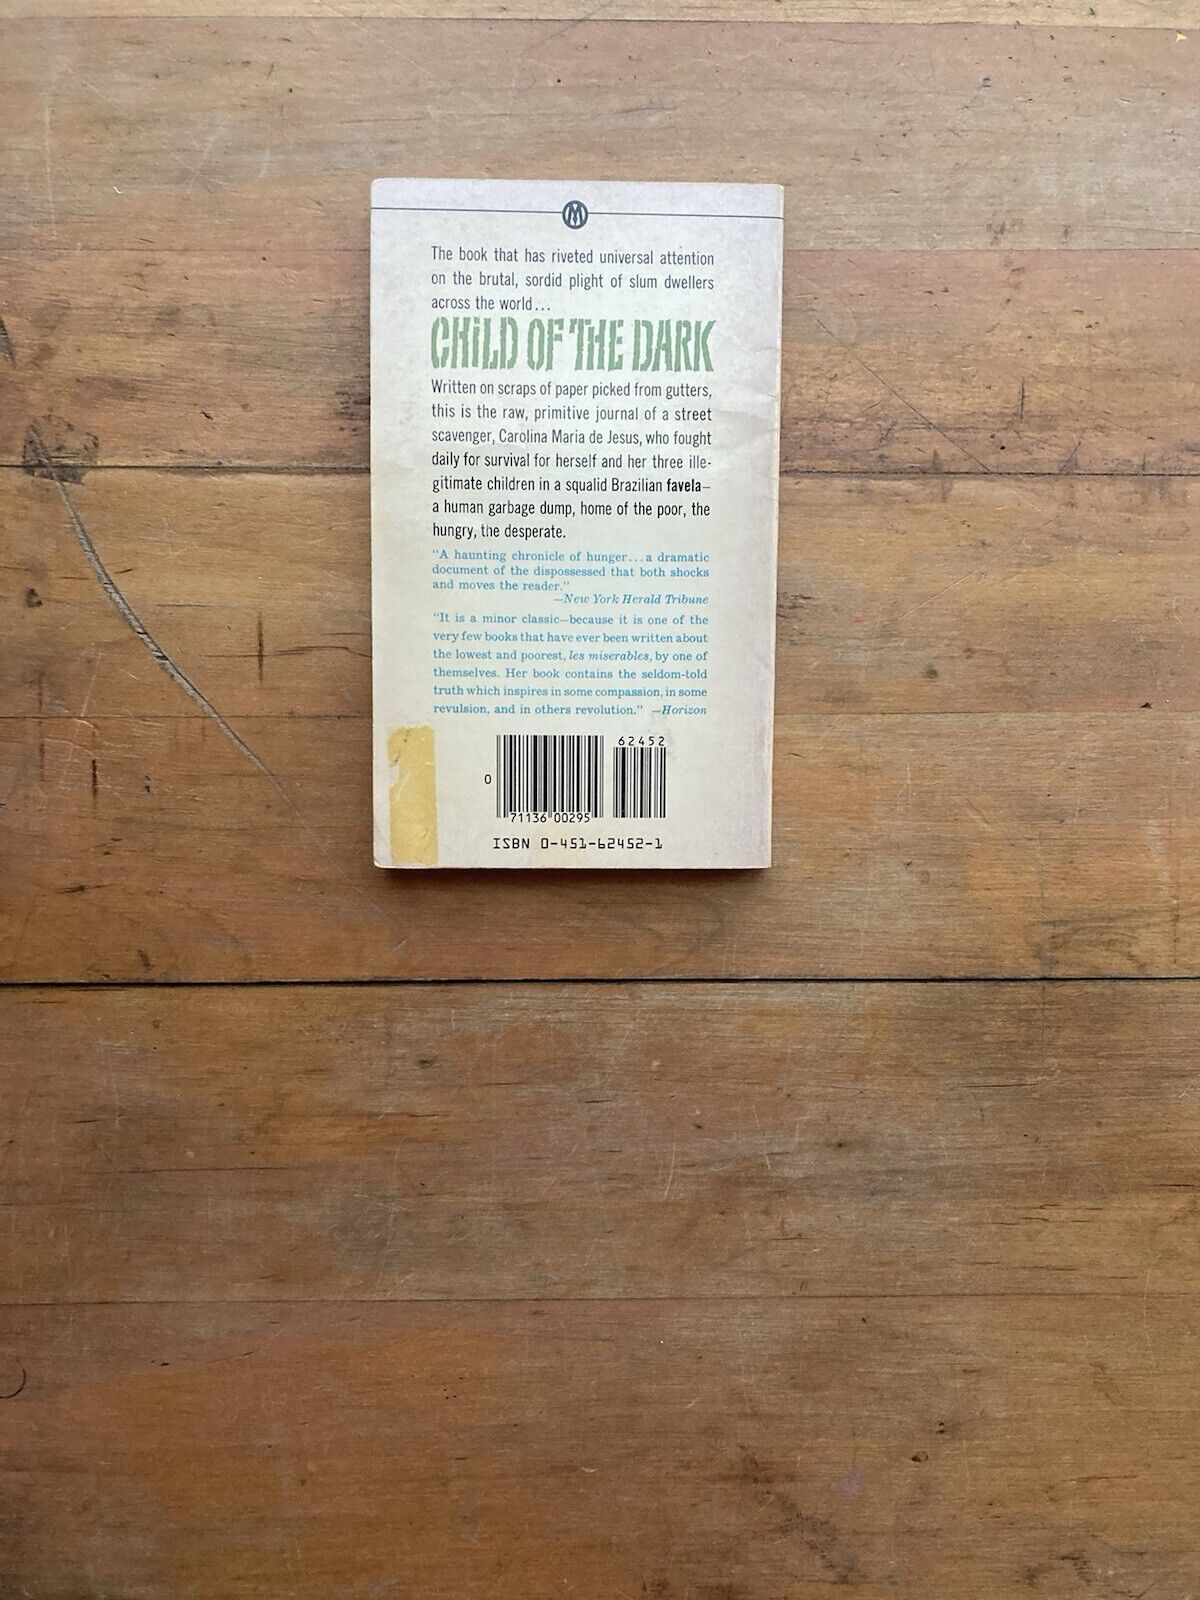 M
The book that has riveted universal attention
on the brutal, sordid plight of slum dwellers
across the world...
CHiLD OF THE DARK
Written on scraps of paper picked from gutters,
this is the raw, primitive journal of a street
scavenger, Carolina Maria de Jesus, who fought
daily for survival for herself and her three ille-
gitimate children in a squalid Brazilian favela—
a human garbage dump, home of the poor, the
hungry, the desperate.
"A haunting chronicle of hunger...a dramatic
document of the dispossessed that both shocks
and moves the reader."
—New York Herald Tribune
"It is a minor classic—because it is one of the
very few books that have ever been written about
the lowest and poorest, les miserables, by one of
themselves. Her book contains the seldom-told
truth which inspires in some compassion, in some
revulsion, and in others revolution." —Horizon
62452
0
71136 00295
ISBN 0-451-62452-1